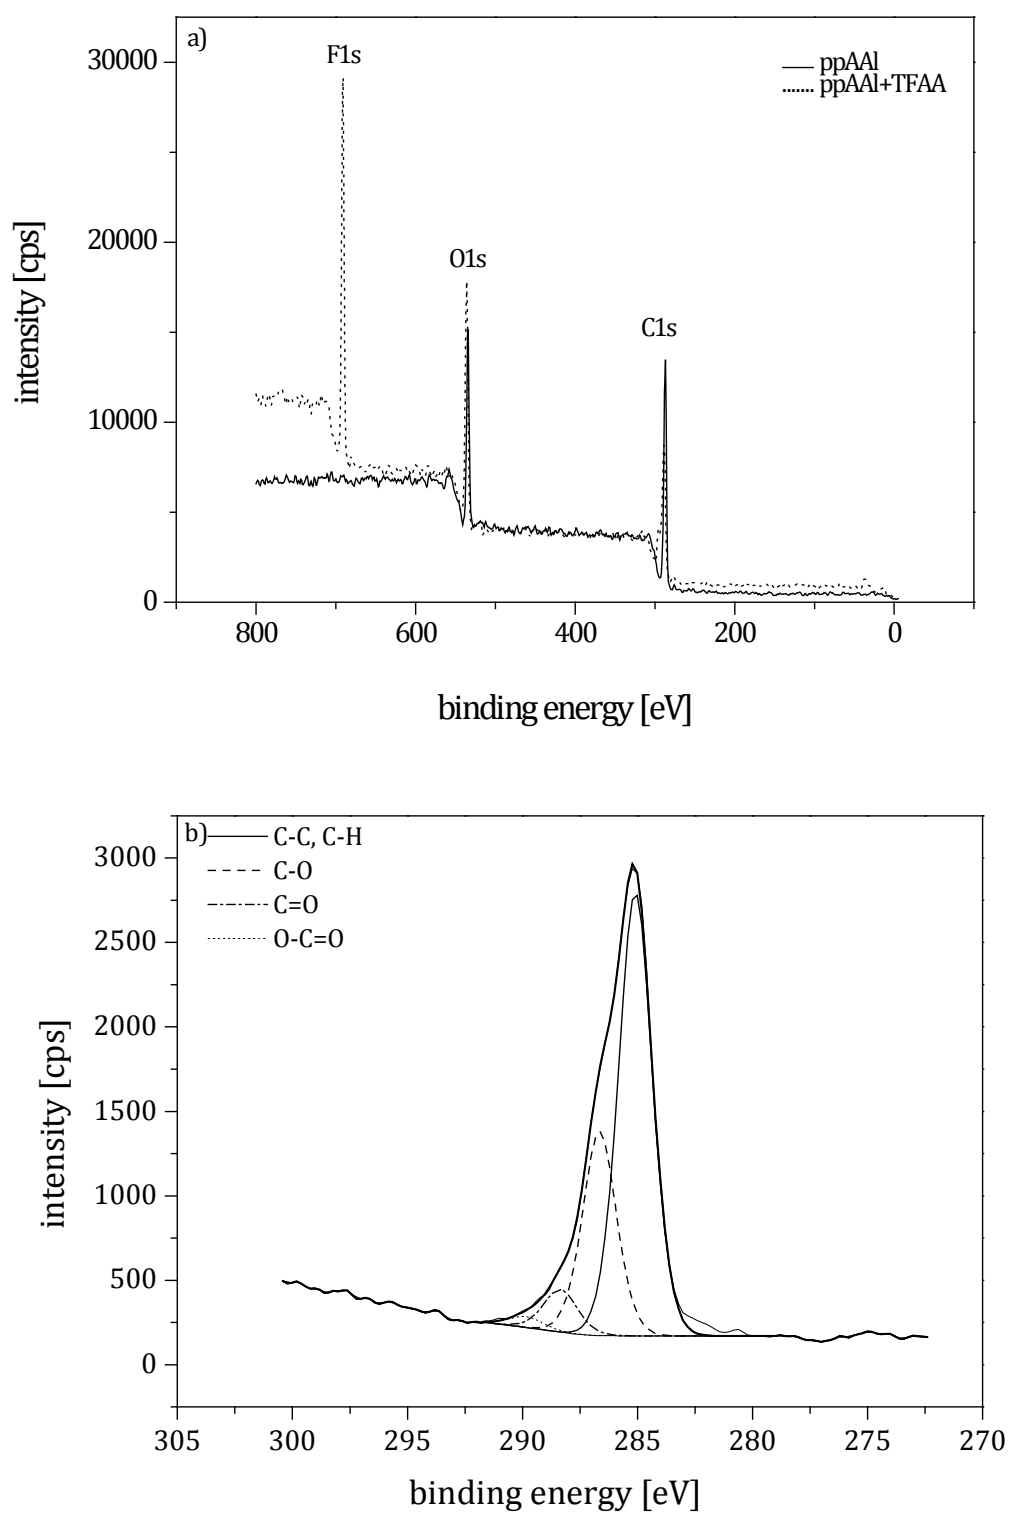 a)
F1s
ppAAl
ppAAl+TFAA
30000
O1s
20000
C1s
intensity [cps]
10000
0
800 600 400 200 0
binding energy [eV]
b)
C-C, C-H
C-O
C=O
O-C=O
3000
2500
2000
intensity [cps]
1500
1000
500
0
305 300 295 290 285 280 275 270
binding energy [eV]